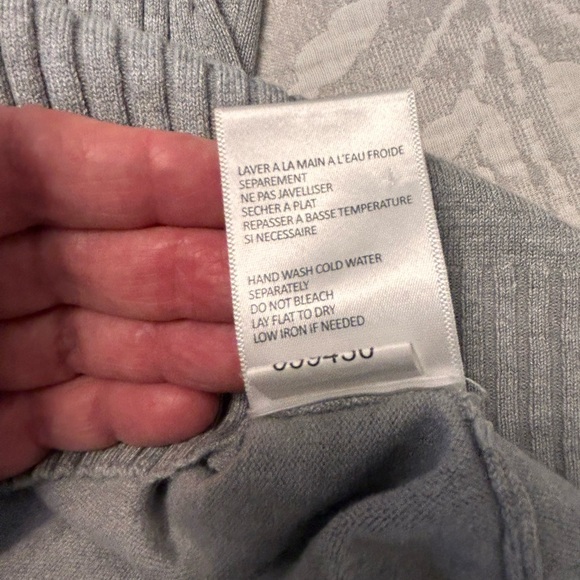 LAVER A LA MAIN A L'EAU FROIDE
SEPAREMENT
NE PAS JAVELLISER
SECHER A PLAT
REPASSER A BASSE TEMPERATURE
SI NECESSAIRE
HAND WASH COLD WATER
SEPARATELY
DO NOT BLEACH
LAY FLAT TO DRY
LOW IRON IF NEEDED